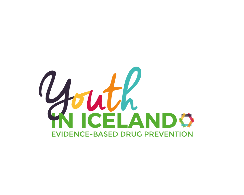 Youth
IN ICELAND
EVIDENCE-BASED DRUG PREVENTION